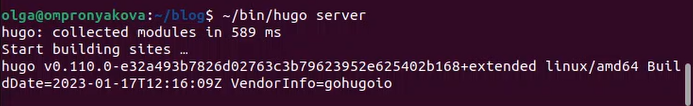 olga@ompronyakova:~/blog$ ~/bin/hugo server
hugo: collected modules in 589 ms
Start building sites …
hugo v0.110.0-e32a493b7826d02763c3b79623952e625402b168+extended linux/amd64 Buil
dDate=2023-01-17T12:16:09Z VendorInfo=gohugoio